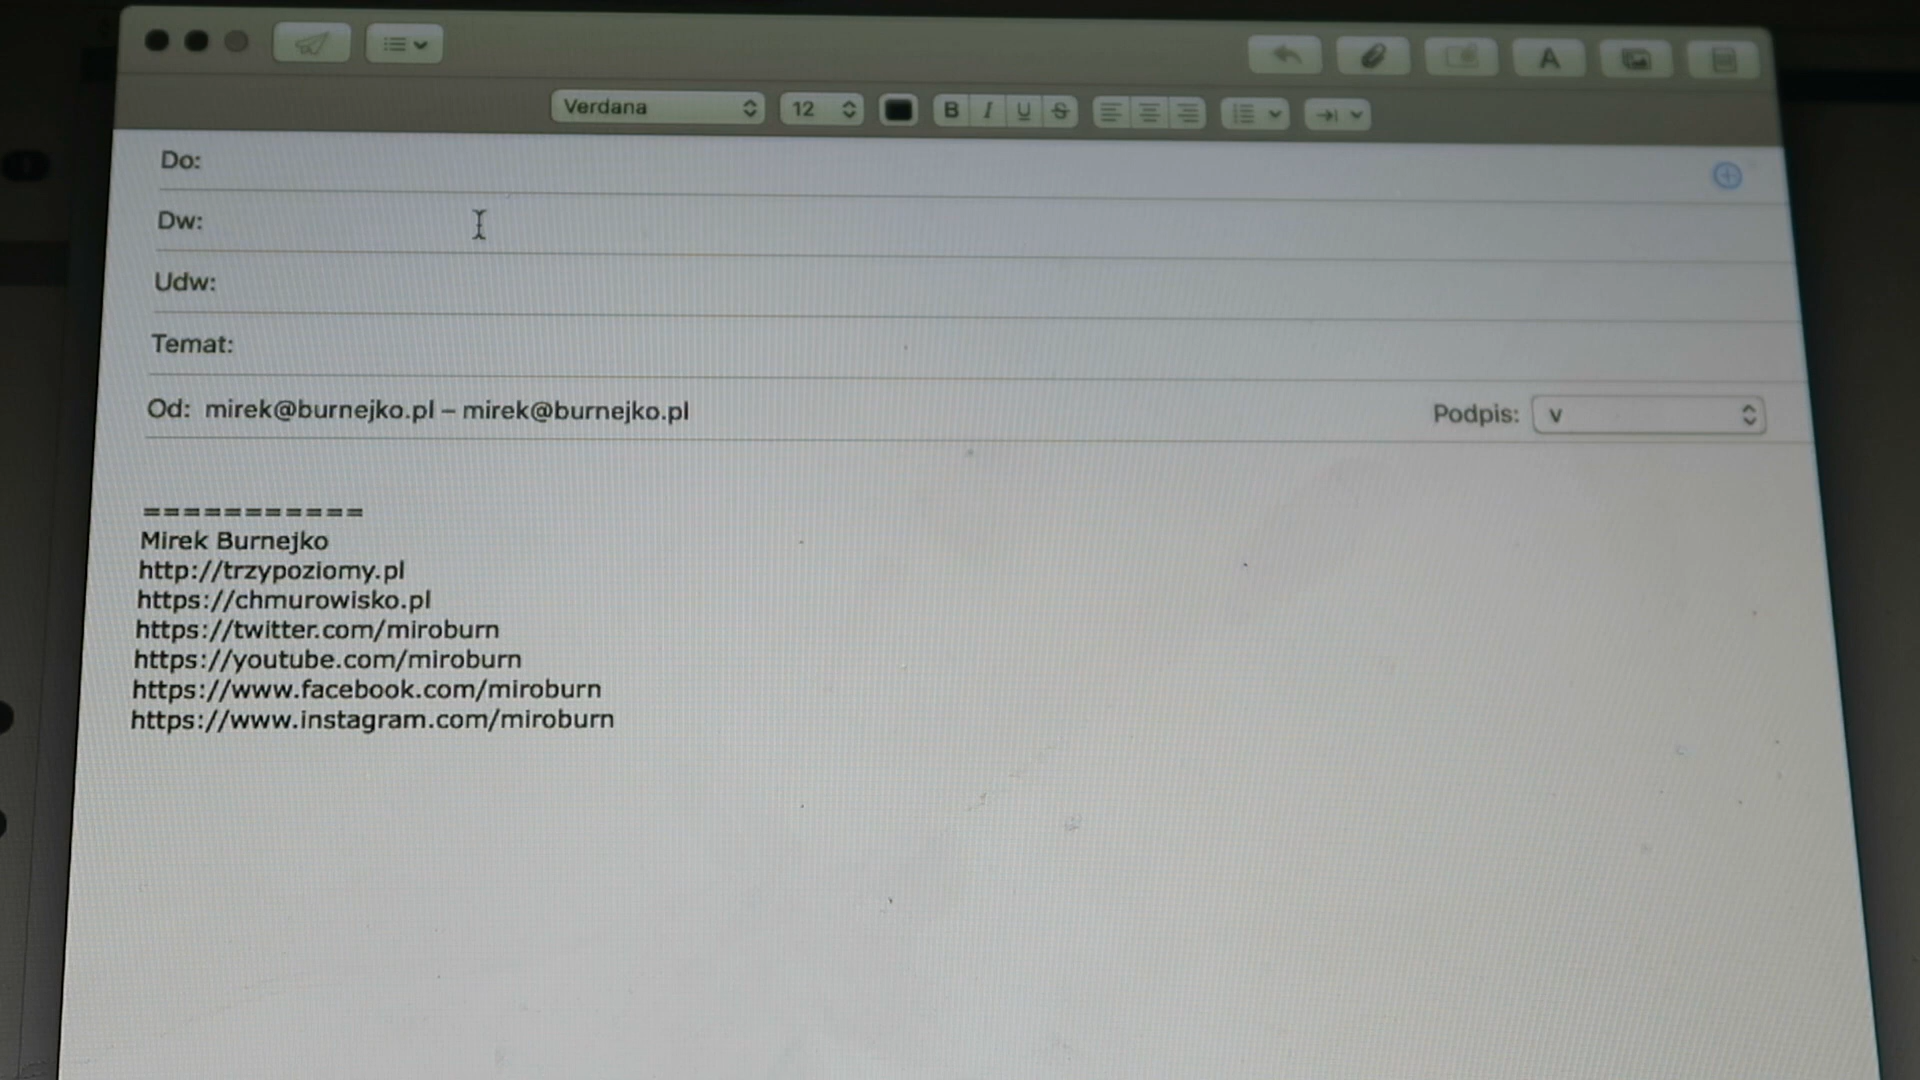 Verdana 12 B I U S
Do:
Dw:
Udw:
Temat:
Od: mirek@burnejko.pl – mirek@burnejko.pl Podpis: v
===========
Mirek Burnejko
http://trzypoziomy.pl
https://chmurowisko.pl
https://twitter.com/miroburn
https://youtube.com/miroburn
https://www.facebook.com/miroburn
https://www.instagram.com/miroburn